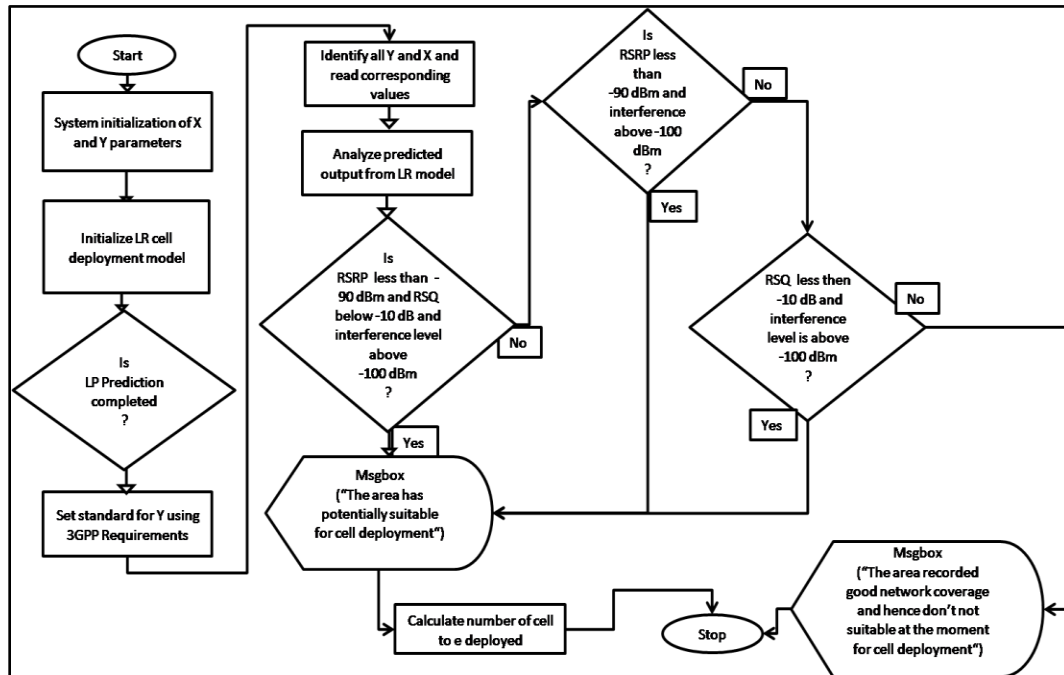 Start
System initialization of X
and Y parameters
Initialize LR cell
deployment model
Is
LP Prediction
completed
?
Set standard for Y using
3GPP Requirements
Identify all Y and X and
read corresponding
values
Analyze predicted
output from LR model
Is
RSRP less than -
90 dBm and RSQ
below -10 dB and
interference level
above
-100 dBm
?
No
Yes
Msgbox
("The area has
potentially suitable
for cell deployment")
Calculate number of cell
to e deployed
Is
RSRP less
than
-90 dBm and
interference
above -100
dBm
?
No
Yes
RSQ less then
-10 dB and
interference
level is above
-100 dBm
?
No
Yes
Msgbox
("The area recorded
good network coverage
and hence don't not
suitable at the moment
for cell deployment")
Stop